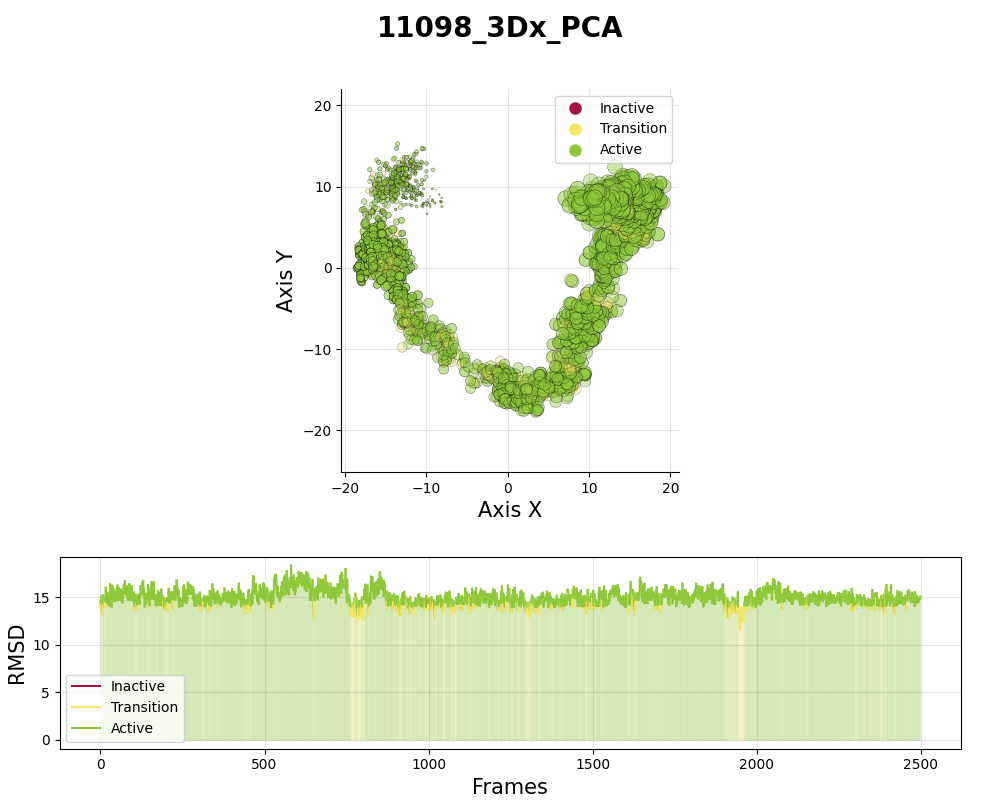 11098_3Dx_PCA
20
10
0
−10
−20
Axis Y
Inactive
Transition
Active
−20 −10 0 10 20
Axis X
15
10
5
0
RMSD
Inactive
Transition
Active
0 500 1000 1500 2000 2500
Frames